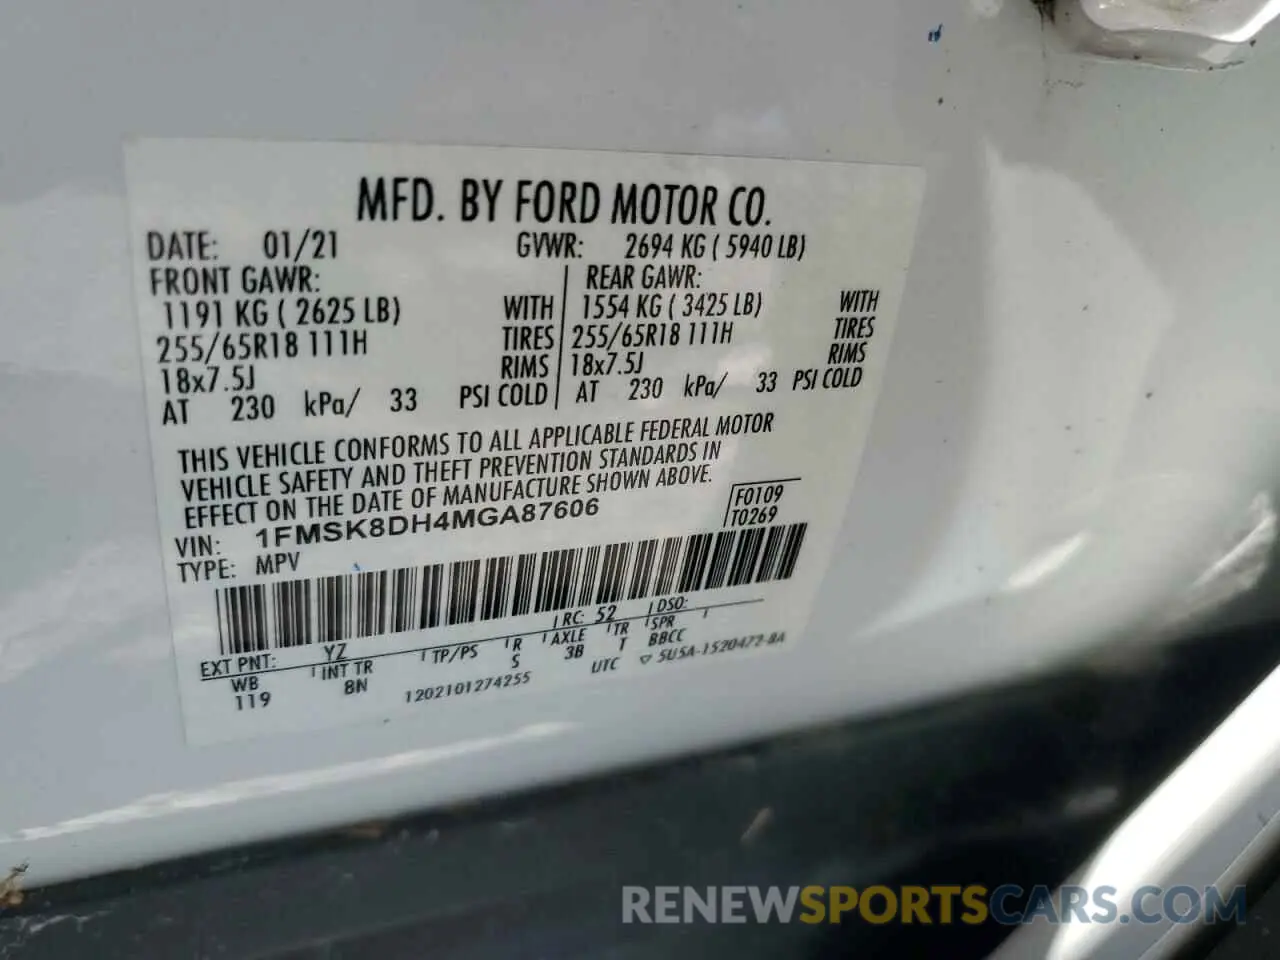 MFD. BY FORD MOTOR CO.
DATE: 01/21 GVWR: 2694 KG ( 5940 LB)
FRONT GAWR: REAR GAWR:
1191 KG ( 2625 LB) WITH 1554 KG ( 3425 LB) WITH
255/65R18 111H TIRES 255/65R18 111H TIRES
18x7.5J RIMS 18x7.5J RIMS
AT 230 kPa/ 33 PSI COLD AT 230 kPa/ 33 PSI COLD
THIS VEHICLE CONFORMS TO ALL APPLICABLE FEDERAL MOTOR
VEHICLE SAFETY AND THEFT PREVENTION STANDARDS IN
EFFECT ON THE DATE OF MANUFACTURE SHOWN ABOVE.
F0109
VIN: 1FMSK8DH4MGA87606 T0269
TYPE: MPV
EXT PNT: YZ RC: 52 DSO:
WB INT TR TP/PS R AXLE TR SPR
119 8N S 3B T BBCC
1202101274255 UTC ▽ 5U5A-1520472-BA
RENEWSPORTSCARS.COM